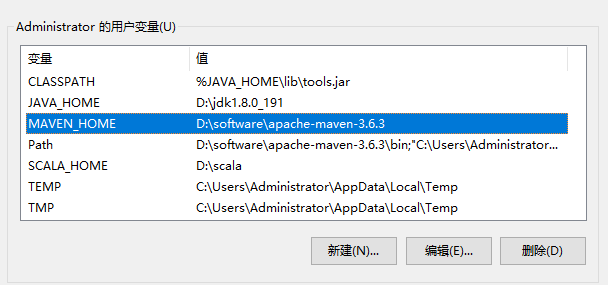 Administrator 的用户变量(U)
变量 值
CLASSPATH %JAVA_HOME\lib\tools.jar
JAVA_HOME D:\jdk1.8.0_191
MAVEN_HOME D:\software\apache-maven-3.6.3
Path D:\software\apache-maven-3.6.3\bin;"C:\Users\Administrator...
SCALA_HOME D:\scala
TEMP C:\Users\Administrator\AppData\Local\Temp
TMP C:\Users\Administrator\AppData\Local\Temp
新建(N)... 编辑(E)... 删除(D)